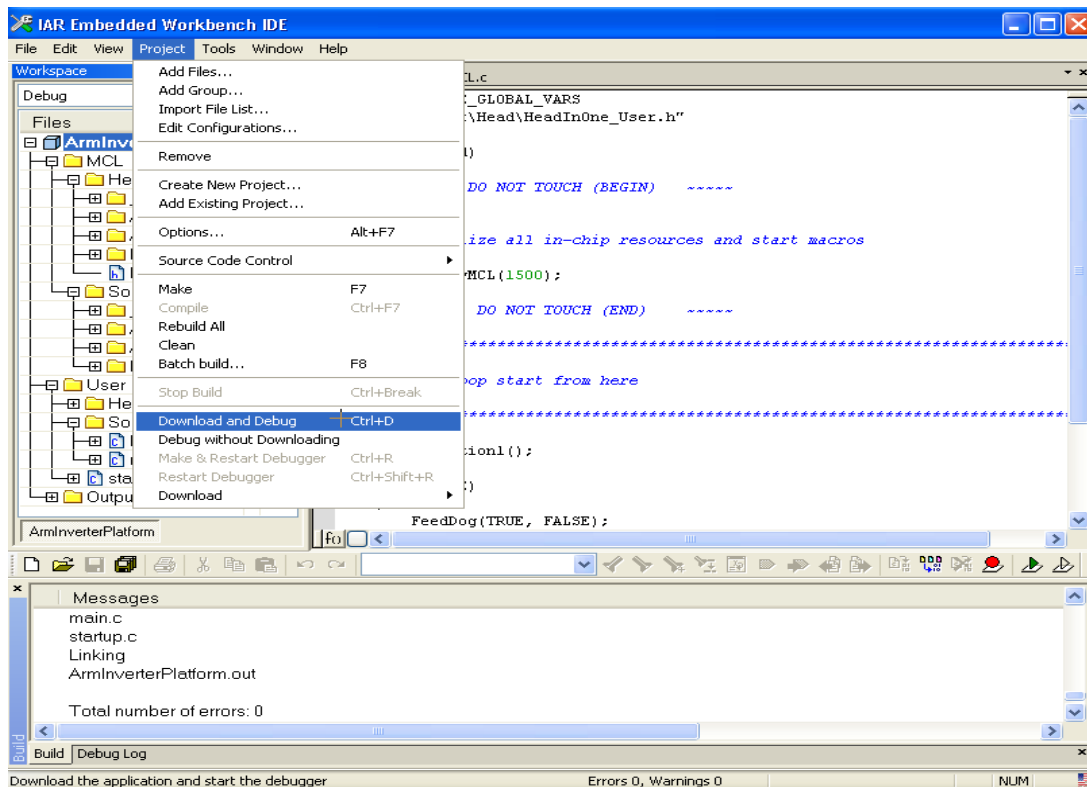 IAR Embedded Workbench IDE
File Edit View Project Tools Window Help
Workspace
Debug
Files
ArmInve
MCL
He
So
User
He
So
sta
Outpu
ArmInverterPlatform
Add Files...
Add Group...
Import File List...
Edit Configurations...
Remove
Create New Project...
Add Existing Project...
Options... Alt+F7
Source Code Control
Make F7
Compile Ctrl+F7
Rebuild All
Clean
Batch build... F8
Stop Build Ctrl+Break
Download and Debug Ctrl+D
Debug without Downloading
Make & Restart Debugger Ctrl+R
Restart Debugger Ctrl+Shift+R
Download
L.c
_GLOBAL_VARS
\Head\HeadInOne_User.h"
DO NOT TOUCH (BEGIN) ~~~~~
ize all in-chip resources and start macros
MCL(1500);
DO NOT TOUCH (END) ~~~~~
op start from here
tion1();
FeedDog(TRUE, FALSE);
fo
Messages
main.c
startup.c
Linking
ArmInverterPlatform.out
Total number of errors: 0
Build
Build Debug Log
Download the application and start the debugger Errors 0, Warnings 0 NUM